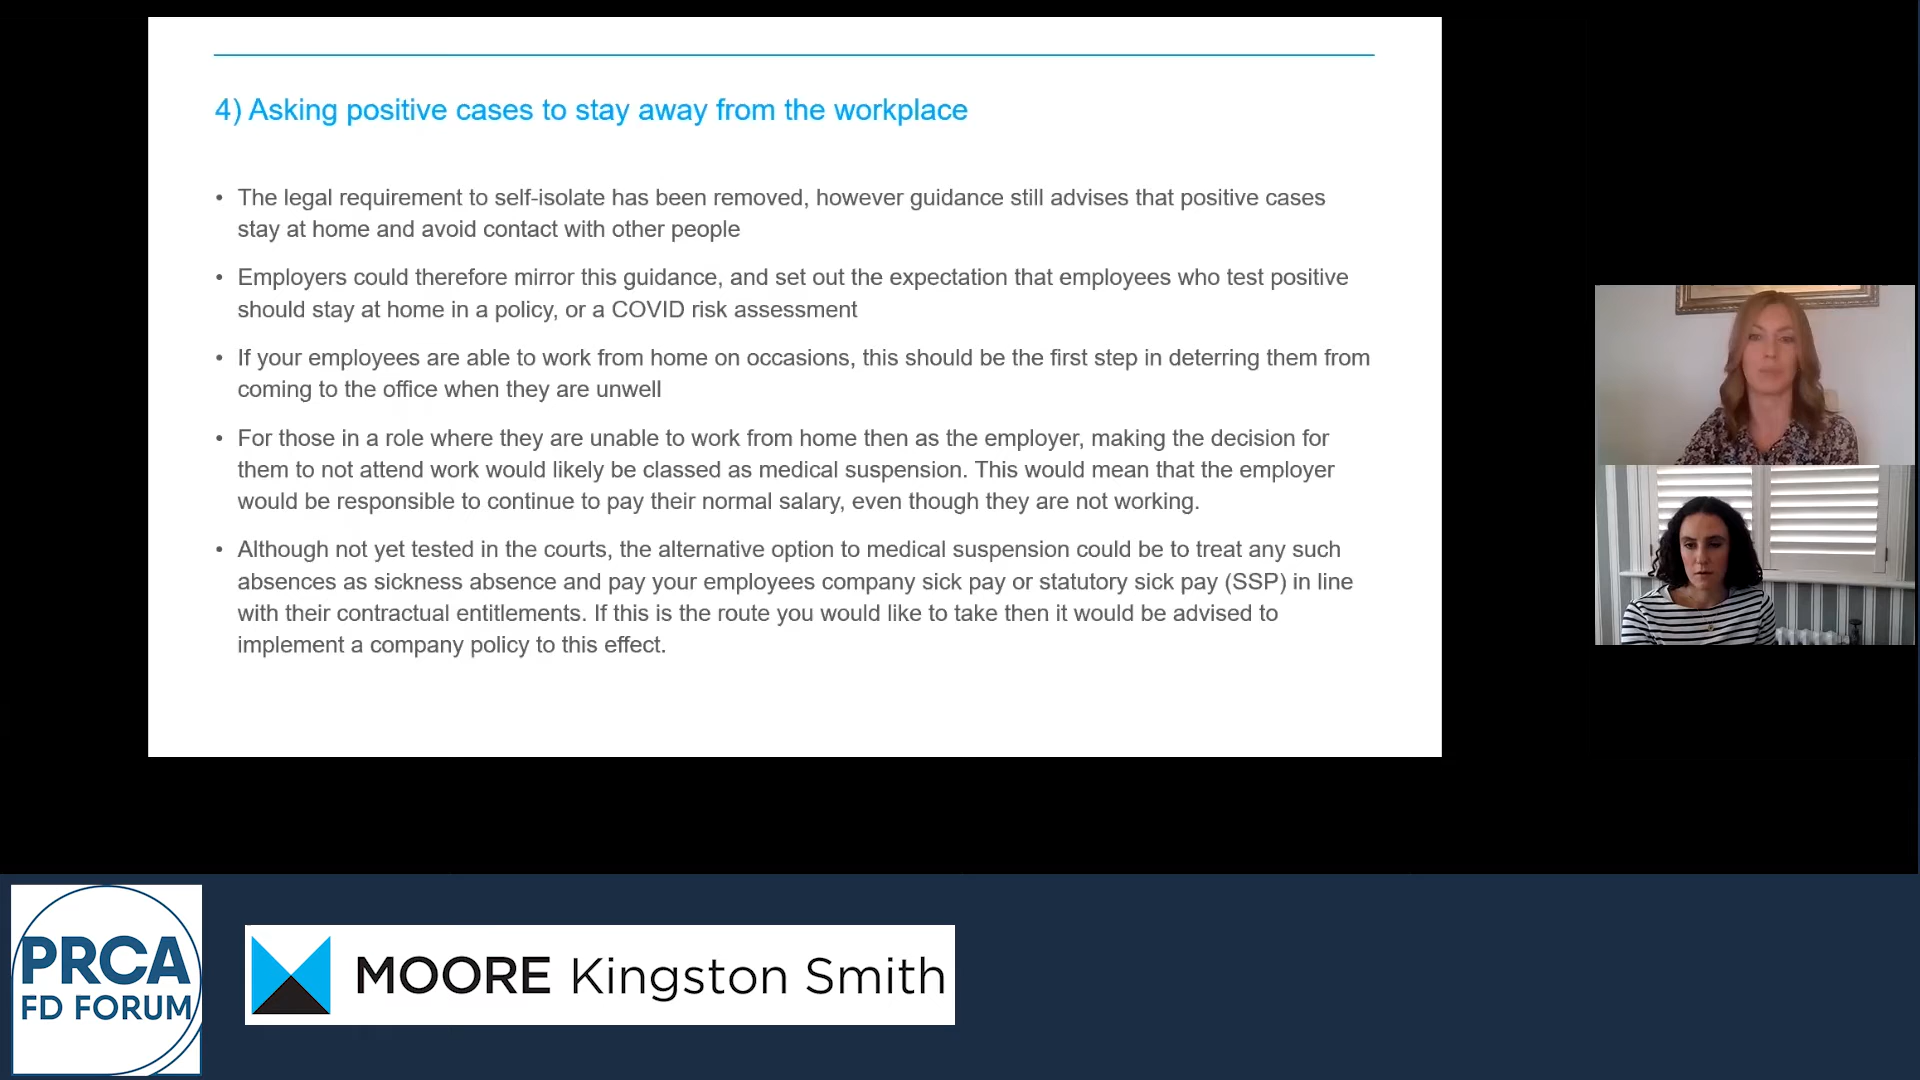 4) Asking positive cases to stay away from the workplace
• The legal requirement to self-isolate has been removed, however guidance still advises that positive cases
stay at home and avoid contact with other people
• Employers could therefore mirror this guidance, and set out the expectation that employees who test positive
should stay at home in a policy, or a COVID risk assessment
• If your employees are able to work from home on occasions, this should be the first step in deterring them from
coming to the office when they are unwell
• For those in a role where they are unable to work from home then as the employer, making the decision for
them to not attend work would likely be classed as medical suspension. This would mean that the employer
would be responsible to continue to pay their normal salary, even though they are not working.
• Although not yet tested in the courts, the alternative option to medical suspension could be to treat any such
absences as sickness absence and pay your employees company sick pay or statutory sick pay (SSP) in line
with their contractual entitlements. If this is the route you would like to take then it would be advised to
implement a company policy to this effect.
PRCA
FD FORUM
MOORE Kingston Smith